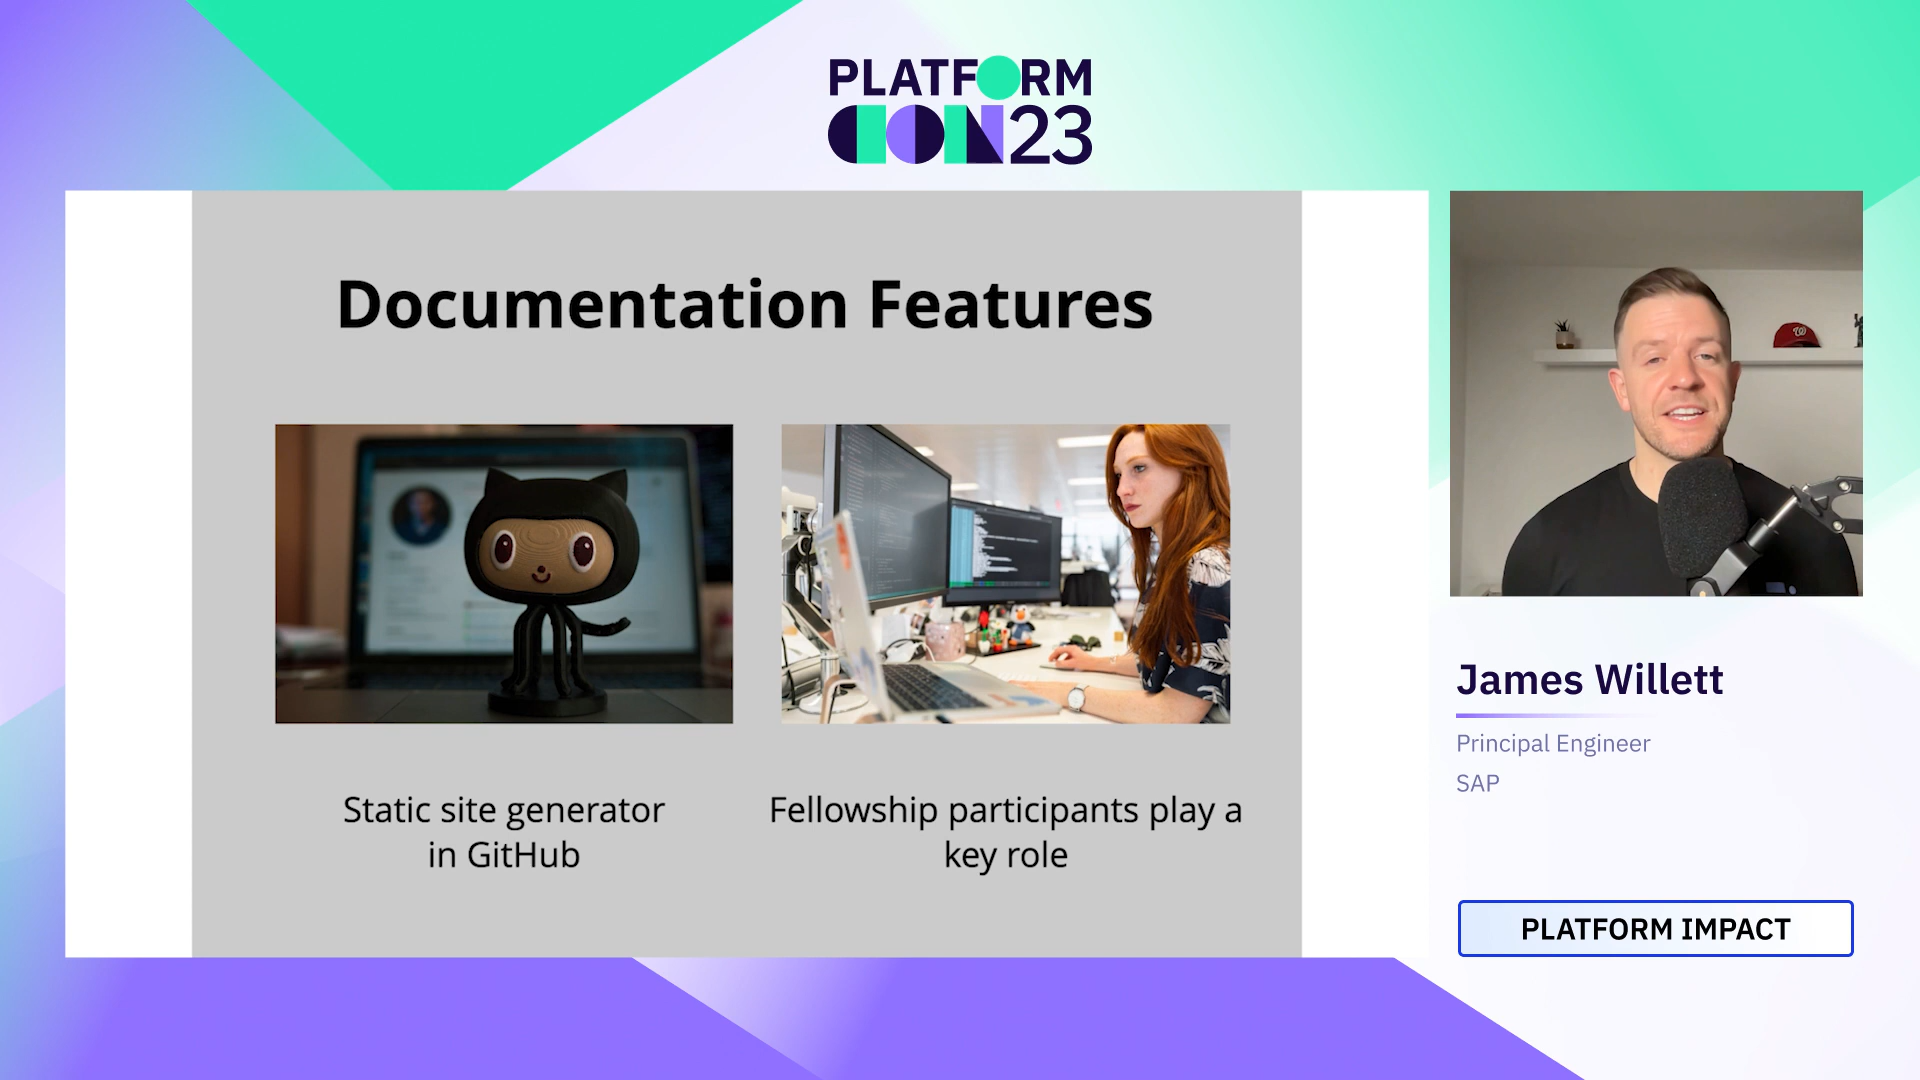 PLATFORM
CON23
Documentation Features
Static site generator
in GitHub
Fellowship participants play a
key role
James Willett
Principal Engineer
SAP
PLATFORM IMPACT